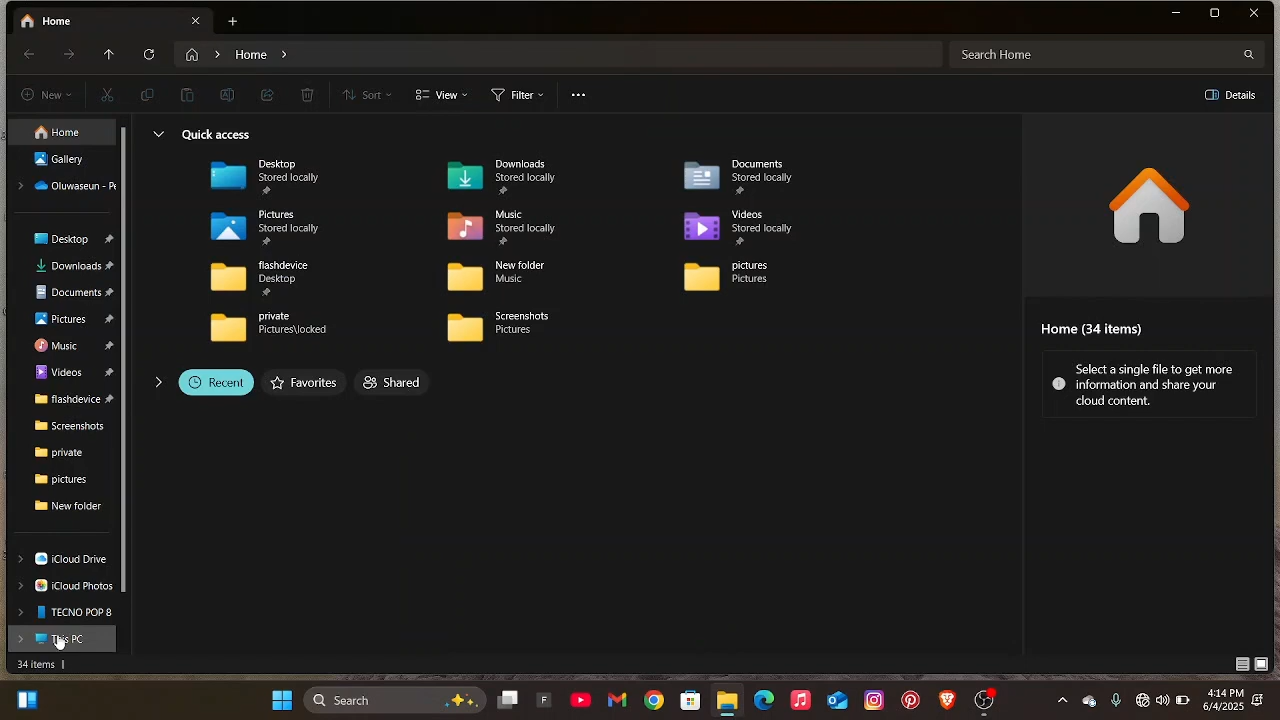 Home
Home
Search Home
New
Sort
View
Filter
Details
Home
Gallery
Oluwaseun - Pe
Desktop
Downloads
Documents
Pictures
Music
Videos
flashdevice
Screenshots
private
pictures
New folder
iCloud Drive
iCloud Photos
TECNO POP 8
This PC
Quick access
Desktop
Stored locally
Downloads
Stored locally
Documents
Stored locally
Pictures
Stored locally
Music
Stored locally
Videos
Stored locally
flashdevice
Desktop
New folder
Music
pictures
Pictures
private
Pictures\locked
Screenshots
Pictures
Recent
Favorites
Shared
Home (34 items)
Select a single file to get more
information and share your
cloud content.
34 items
Search
4:14 PM
6/4/2025